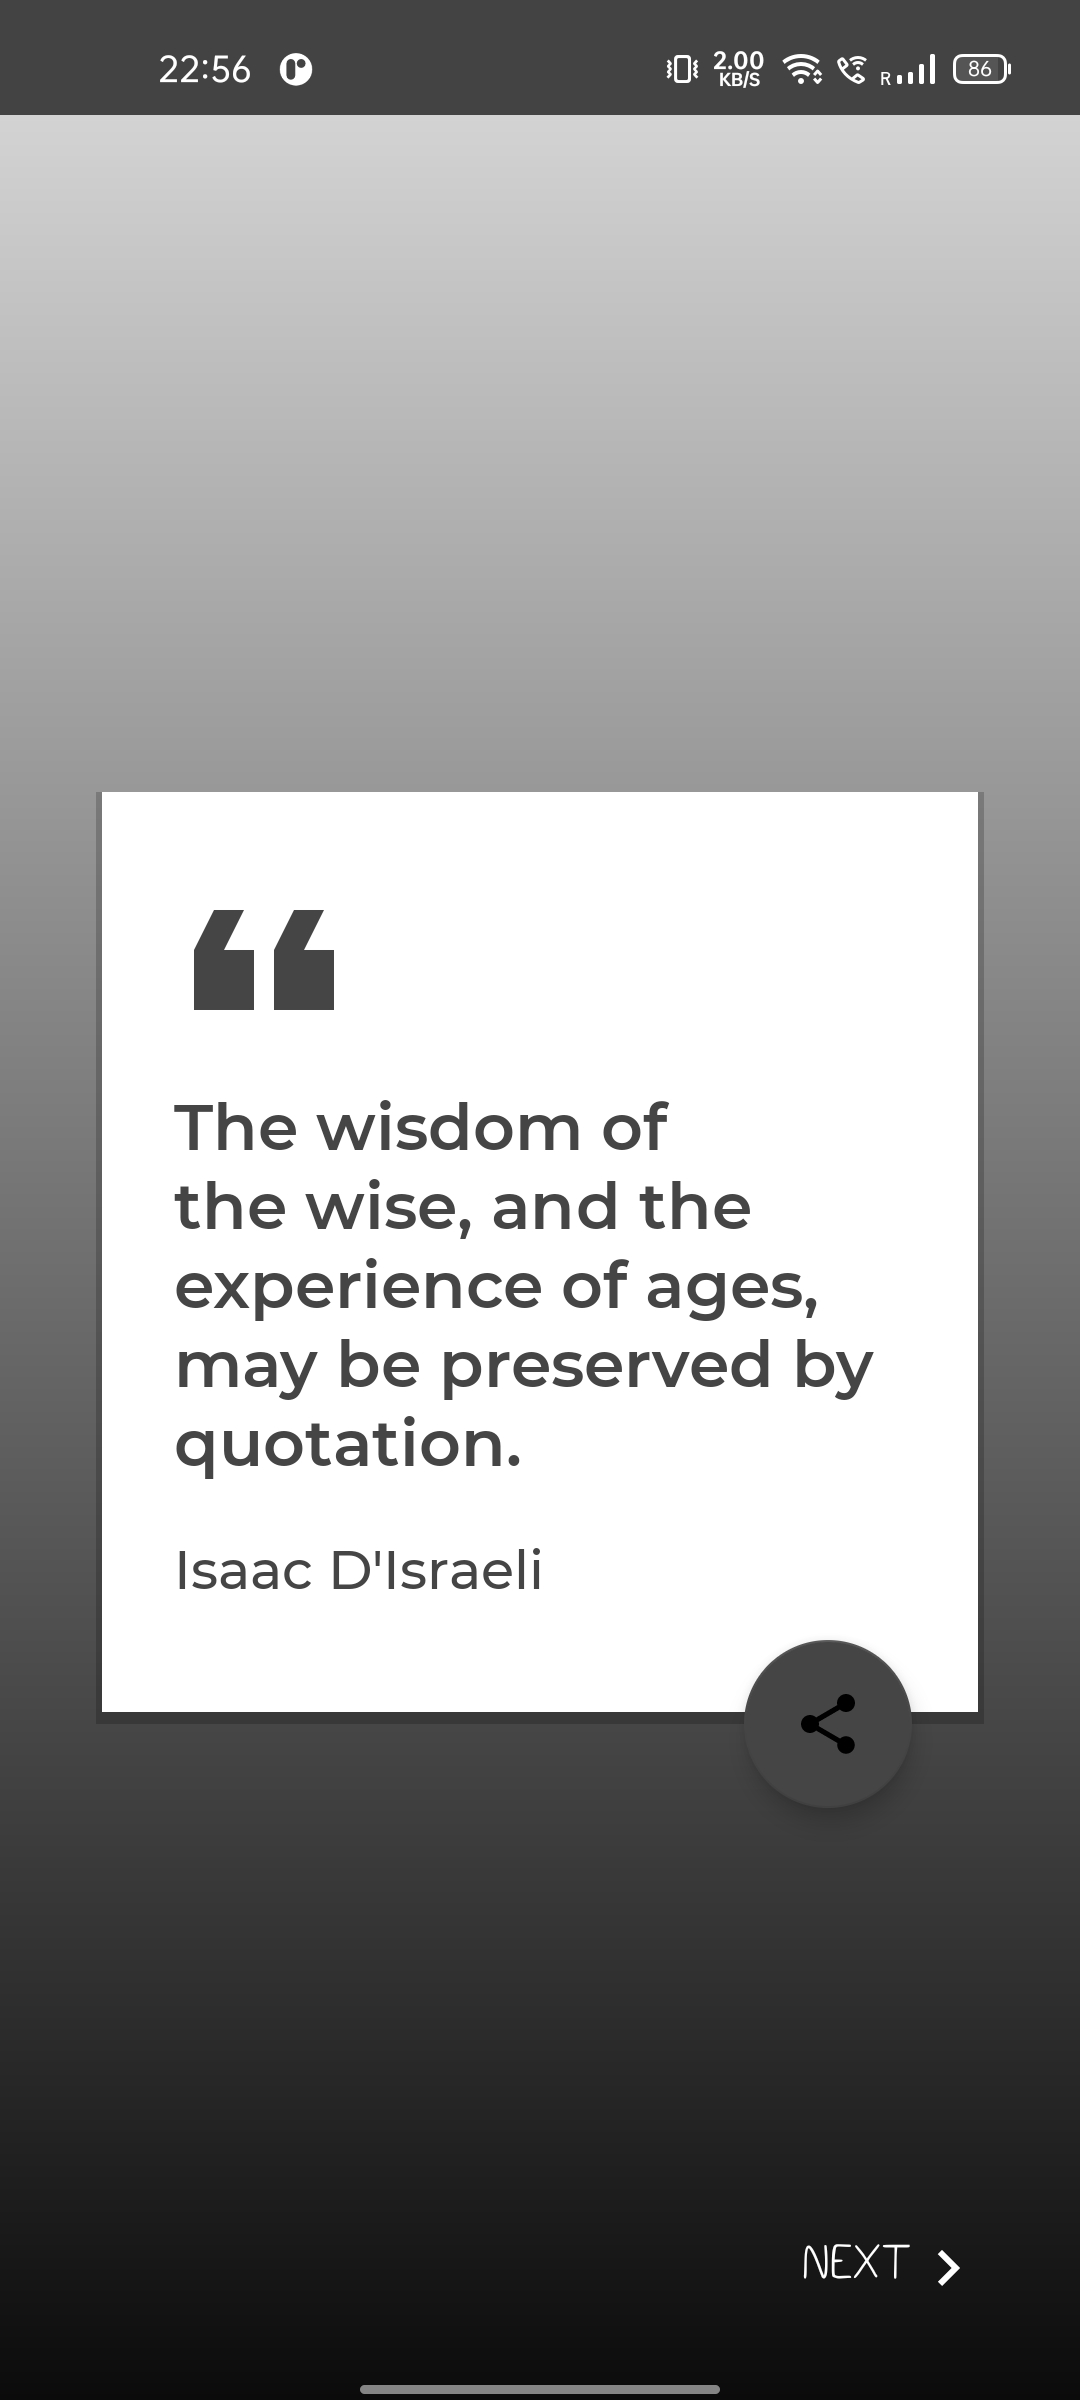 22:56 2.00 KB/S R 86
The wisdom of
the wise, and the
experience of ages,
may be preserved by
quotation.
Isaac D'Israeli
NEXT